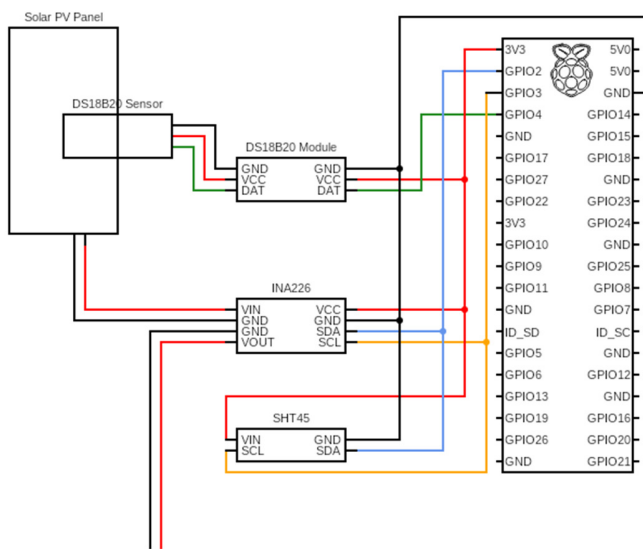 Solar PV Panel
DS18B20 Sensor
DS18B20 Module
GND GND
VCC VCC
DAT DAT
INA226
VIN VCC
GND GND
GND SDA
VOUT SCL
SHT45
VIN GND
SCL SDA
3V3 5V0
GPIO2 5V0
GPIO3 GND
GPIO4 GPIO14
GND GPIO15
GPIO17 GPIO18
GPIO27 GND
GPIO22 GPIO23
3V3 GPIO24
GPIO10 GND
GPIO9 GPIO25
GPIO11 GPIO8
GND GPIO7
ID_SD ID_SC
GPIO5 GND
GPIO6 GPIO12
GPIO13 GND
GPIO19 GPIO16
GPIO26 GPIO20
GND GPIO21